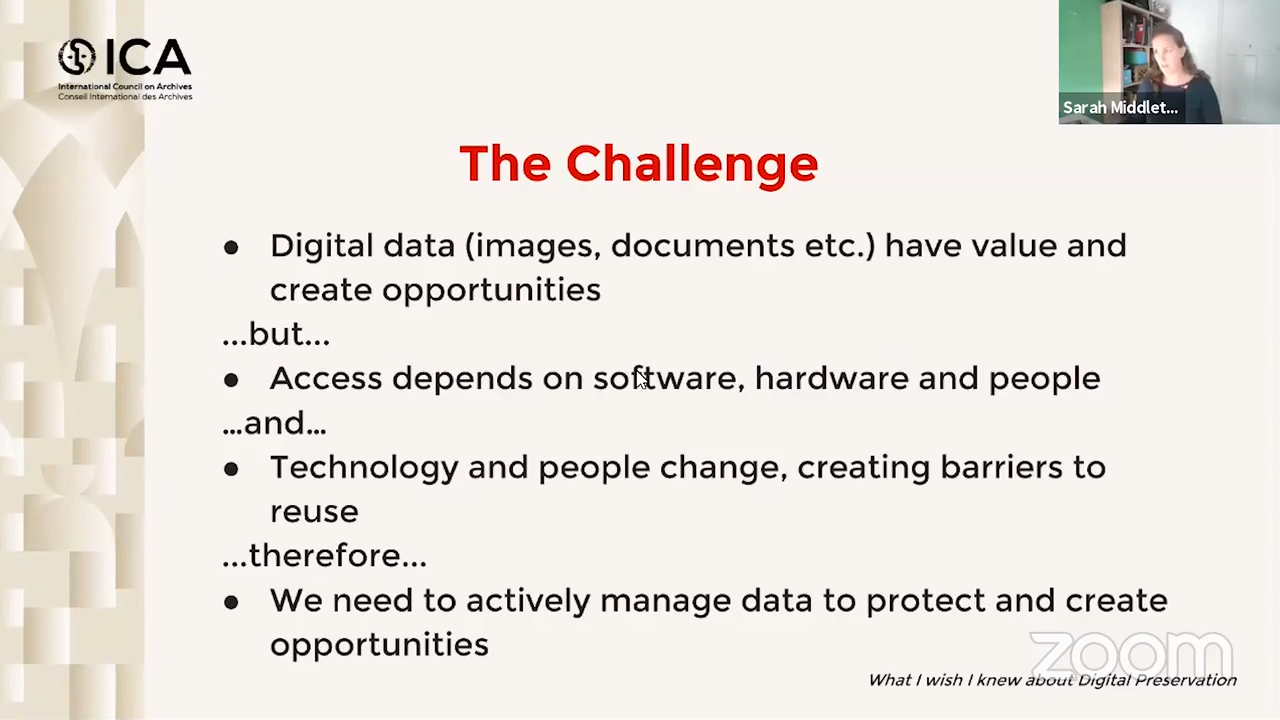 ICA
International Council on Archives
Conseil International des Archives
Sarah Middlet...
The Challenge
● Digital data (images, documents etc.) have value and
create opportunities
...but...
● Access depends on software, hardware and people
...and...
● Technology and people change, creating barriers to
reuse
...therefore...
● We need to actively manage data to protect and create
opportunities
zoom
What I wish I knew about Digital Preservation